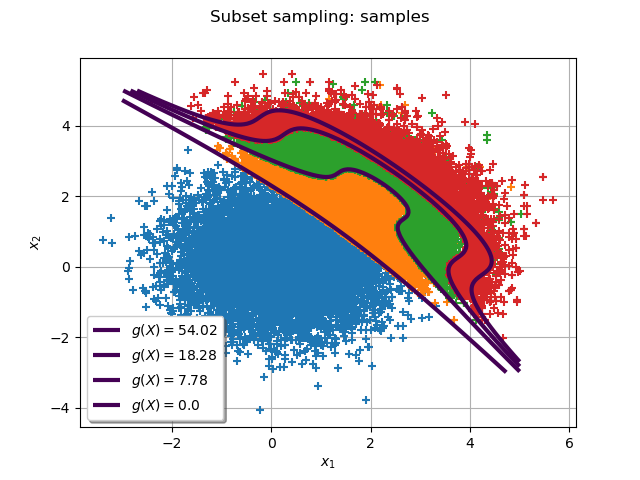 Subset sampling: samples
x₂
4
2
0
−2
−4
g(X) = 54.02
g(X) = 18.28
g(X) = 7.78
g(X) = 0.0
−2 0 2 4 6
x₁